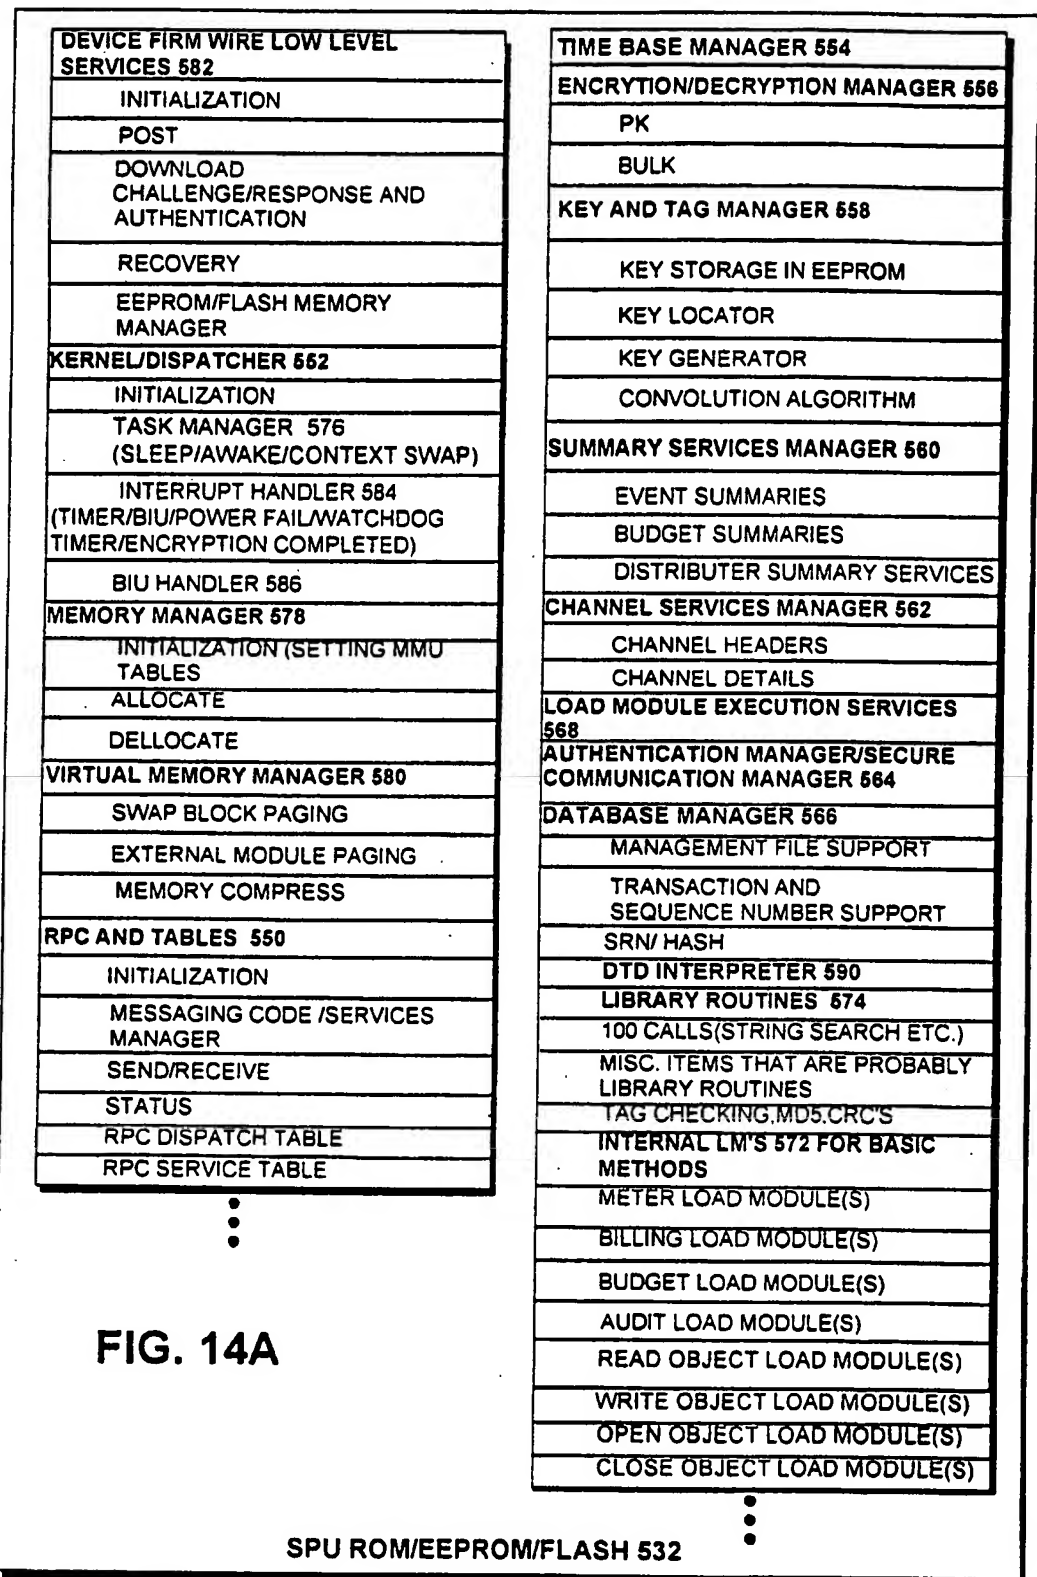 DEVICE FIRM WIRE LOW LEVEL
SERVICES 582
INITIALIZATION
POST
DOWNLOAD
CHALLENGE/RESPONSE AND
AUTHENTICATION
RECOVERY
EEPROM/FLASH MEMORY
MANAGER
KERNEL/DISPATCHER 552
INITIALIZATION
TASK MANAGER 576
(SLEEP/AWAKE/CONTEXT SWAP)
INTERRUPT HANDLER 584
(TIMER/BIU/POWER FAIL/WATCHDOG
TIMER/ENCRYPTION COMPLETED)
BIU HANDLER 586
MEMORY MANAGER 578
INITIALIZATION (SETTING MMU
TABLES
ALLOCATE
DELLOCATE
VIRTUAL MEMORY MANAGER 580
SWAP BLOCK PAGING
EXTERNAL MODULE PAGING
MEMORY COMPRESS
RPC AND TABLES 550
INITIALIZATION
MESSAGING CODE /SERVICES
MANAGER
SEND/RECEIVE
STATUS
RPC DISPATCH TABLE
RPC SERVICE TABLE
TIME BASE MANAGER 554
ENCRYTION/DECRYPTION MANAGER 556
PK
BULK
KEY AND TAG MANAGER 558
KEY STORAGE IN EEPROM
KEY LOCATOR
KEY GENERATOR
CONVOLUTION ALGORITHM
SUMMARY SERVICES MANAGER 560
EVENT SUMMARIES
BUDGET SUMMARIES
DISTRIBUTER SUMMARY SERVICES
CHANNEL SERVICES MANAGER 562
CHANNEL HEADERS
CHANNEL DETAILS
LOAD MODULE EXECUTION SERVICES
568
AUTHENTICATION MANAGER/SECURE
COMMUNICATION MANAGER 564
DATABASE MANAGER 566
MANAGEMENT FILE SUPPORT
TRANSACTION AND
SEQUENCE NUMBER SUPPORT
SRN/ HASH
DTD INTERPRETER 590
LIBRARY ROUTINES 574
100 CALLS(STRING SEARCH ETC.)
MISC. ITEMS THAT ARE PROBABLY
LIBRARY ROUTINES
TAG CHECKING,MD5,CRC'S
INTERNAL LM'S 572 FOR BASIC
METHODS
METER LOAD MODULE(S)
BILLING LOAD MODULE(S)
BUDGET LOAD MODULE(S)
AUDIT LOAD MODULE(S)
READ OBJECT LOAD MODULE(S)
WRITE OBJECT LOAD MODULE(S)
OPEN OBJECT LOAD MODULE(S)
CLOSE OBJECT LOAD MODULE(S)
FIG. 14A
SPU ROM/EEPROM/FLASH 532